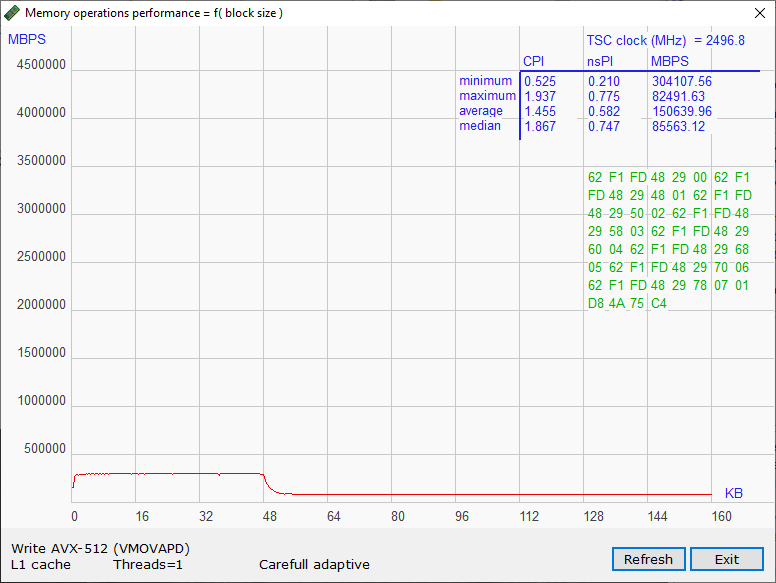 Memory operations performance = f( block size )
MBPS
TSC clock (MHz) = 2496.8
CPI nsPI MBPS
minimum 0.525 0.210 304107.56
maximum 1.937 0.775 82491.63
average 1.455 0.582 150639.96
median 1.867 0.747 85563.12
4500000
4000000
3500000
3000000
2500000
2000000
1500000
1000000
500000
62 F1 FD 48 29 00 62 F1
FD 48 29 48 01 62 F1 FD
48 29 50 02 62 F1 FD 48
29 58 03 62 F1 FD 48 29
60 04 62 F1 FD 48 29 68
05 62 F1 FD 48 29 70 06
62 F1 FD 48 29 78 07 01
D8 4A 75 C4
KB
0 16 32 48 64 80 96 112 128 144 160
Write AVX-512 (VMOVAPD)
L1 cache Threads=1 Carefull adaptive
Refresh Exit